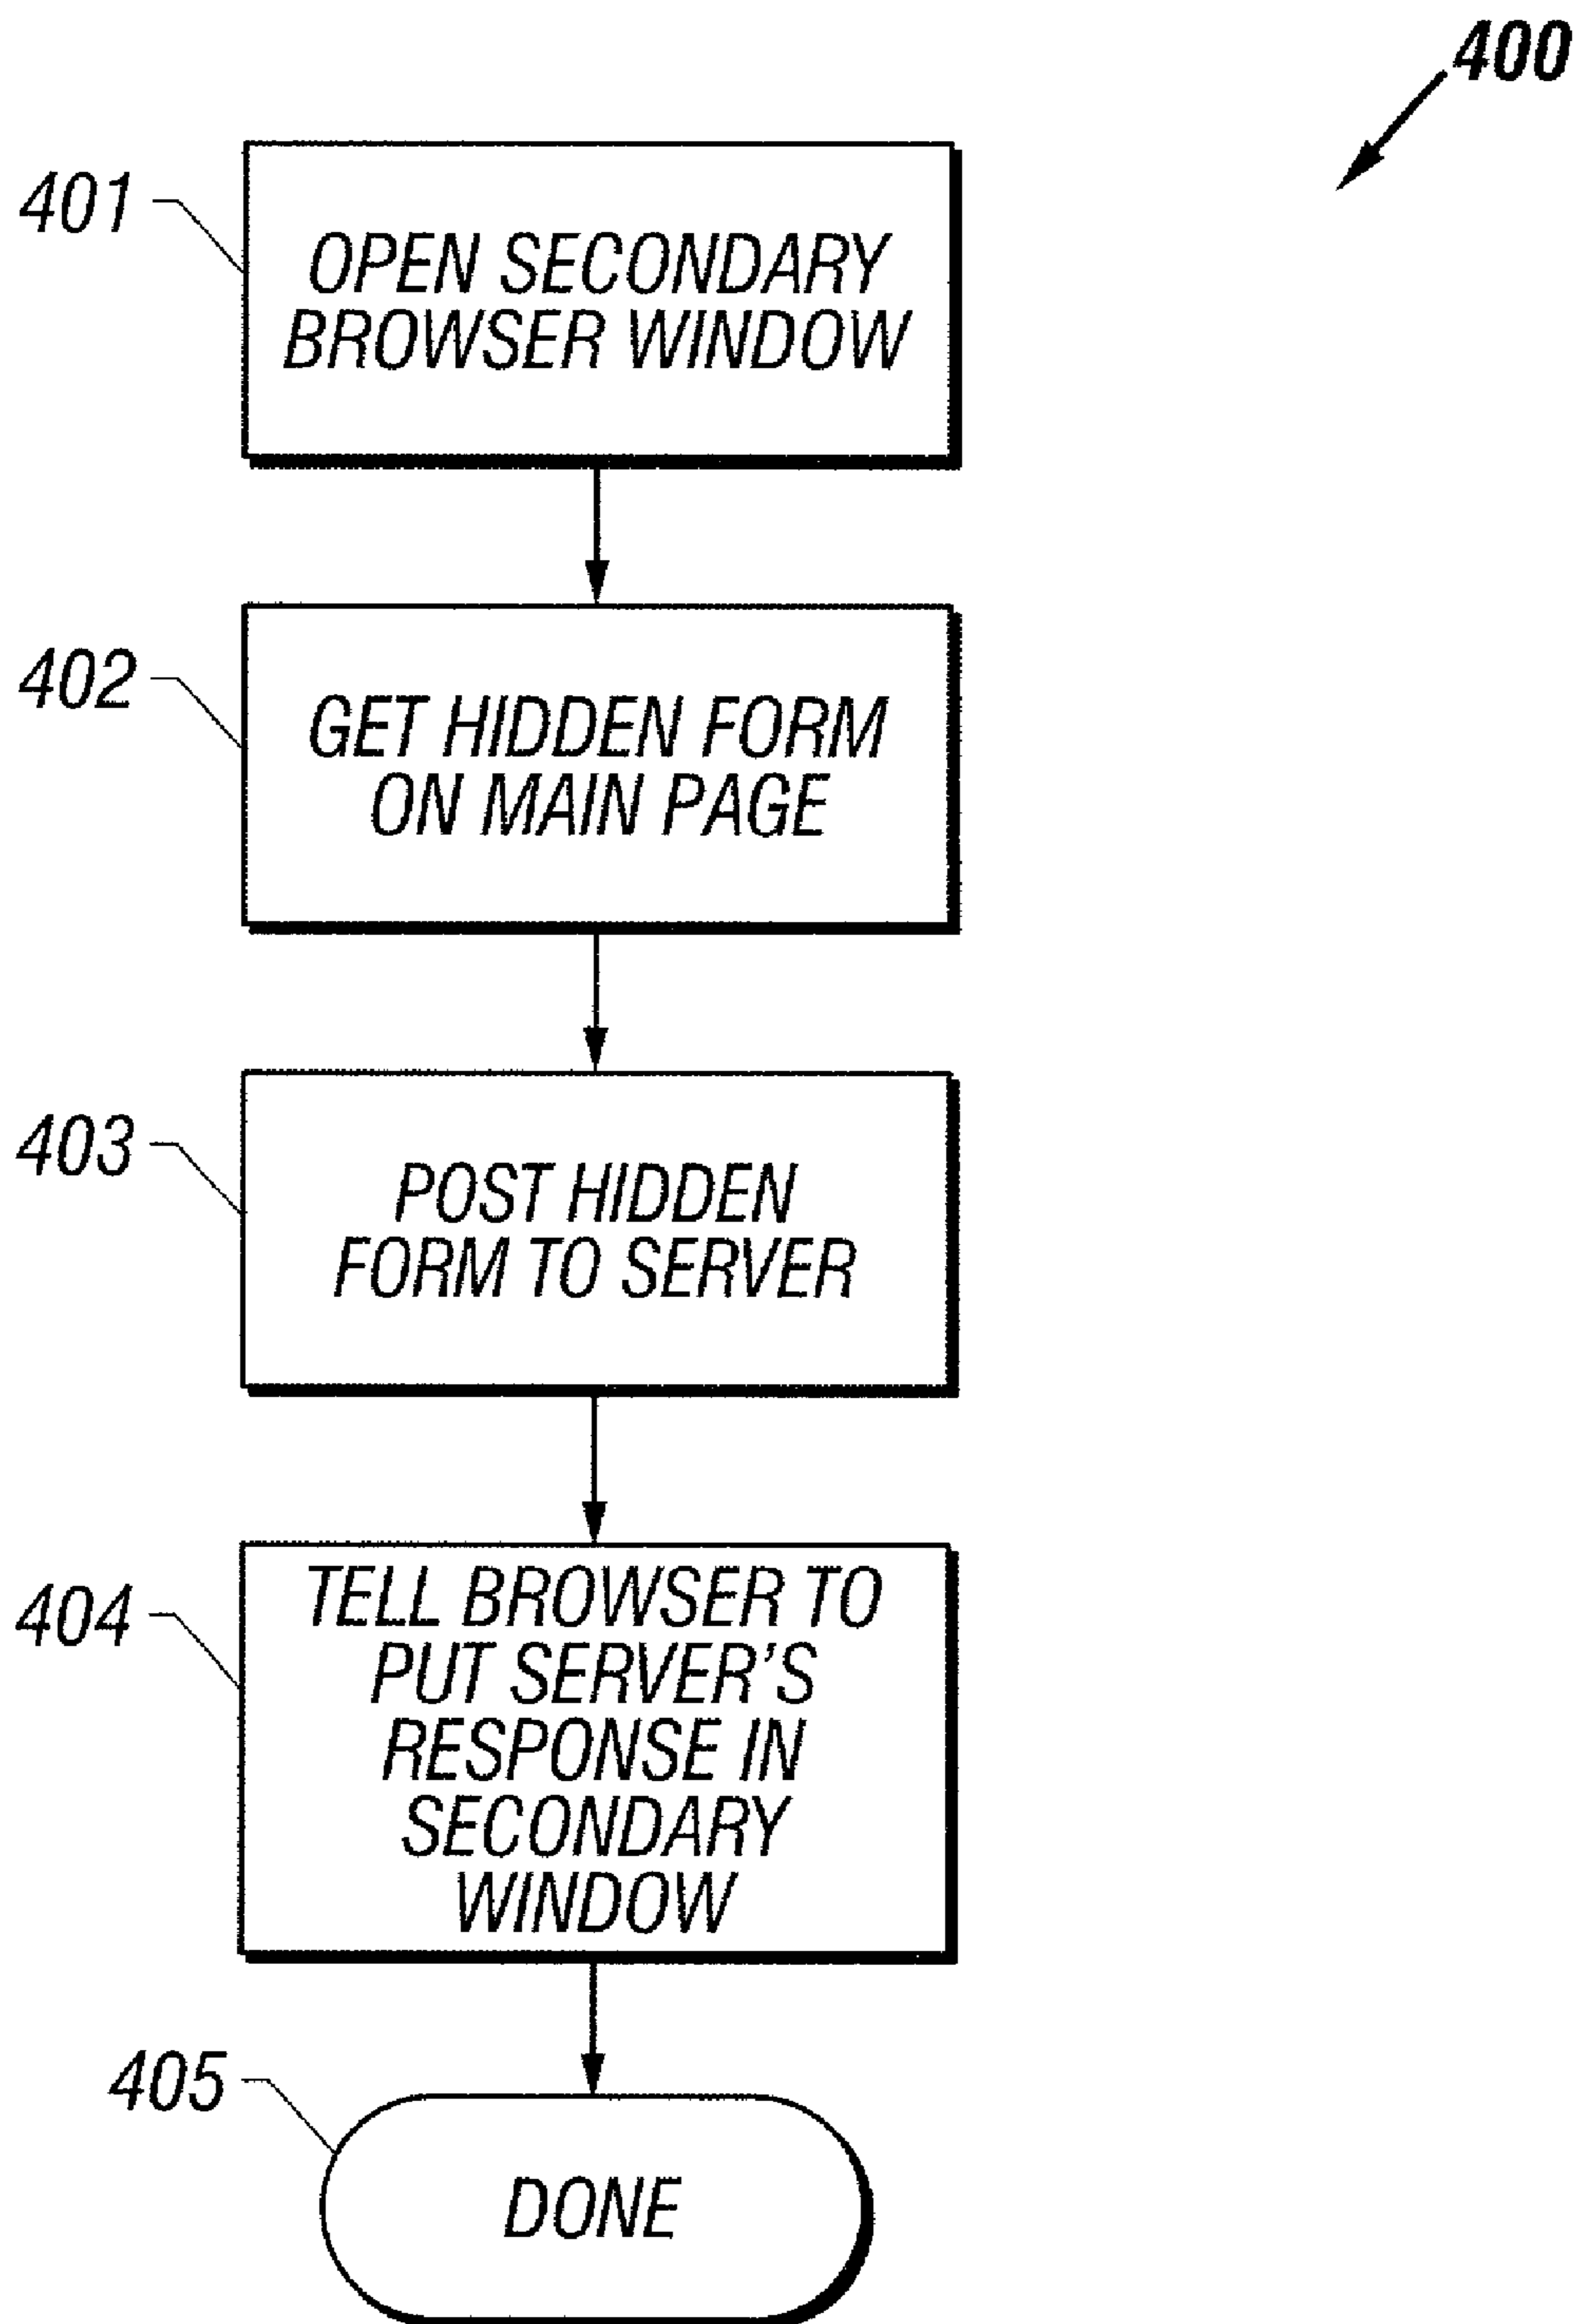 400
401
OPEN SECONDARY
BROWSER WINDOW
402
GET HIDDEN FORM
ON MAIN PAGE
403
POST HIDDEN
FORM TO SERVER
404
TELL BROWSER TO
PUT SERVER'S
RESPONSE IN
SECONDARY
WINDOW
405
DONE